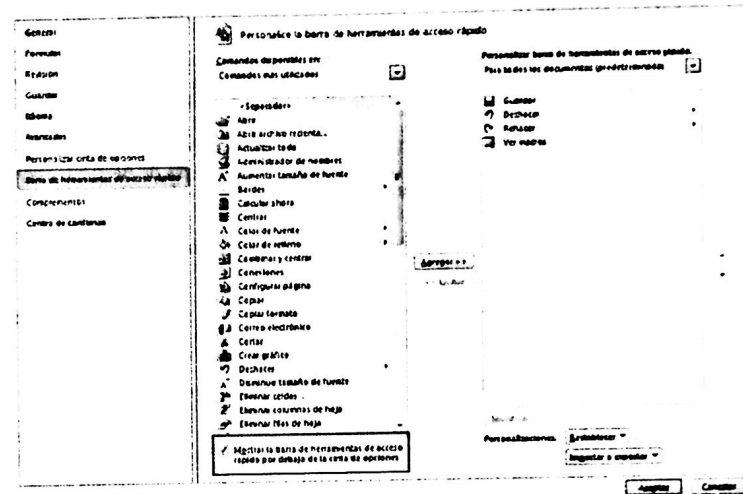 General
Formulas
Revisión
Guardar
Idioma
Avanzadas
Personalizar cinta de opciones
Barra de herramientas de acceso rápido
Complementos
Centro de confianza
Personalice la barra de herramientas de acceso rápido
Comandos disponibles en:
Comandos más utilizados
<Separador>
Abrir
Abrir archivo reciente...
Actualizar todo
Administrador de nombres
Aumentar tamaño de fuente
Bordes
Calcular ahora
Centrar
Color de fuente
Color de relleno
Combinar y centrar
Conexiones
Configurar página
Copiar
Copiar formato
Correo electrónico
Cortar
Crear gráfico
Deshacer
Disminuir tamaño de fuente
Eliminar celdas...
Eliminar columnas de hoja
Eliminar filas de hoja
Mostrar la barra de herramientas de acceso
rápido por debajo de la cinta de opciones
Agregar >>
Personalizar barra de herramientas de acceso rápido:
Para todos los documentos (predeterminado)
Guardar
Deshacer
Rehacer
Ver macros
Personalizaciones:
Restablecer
Importar o exportar
Aceptar
Cancelar